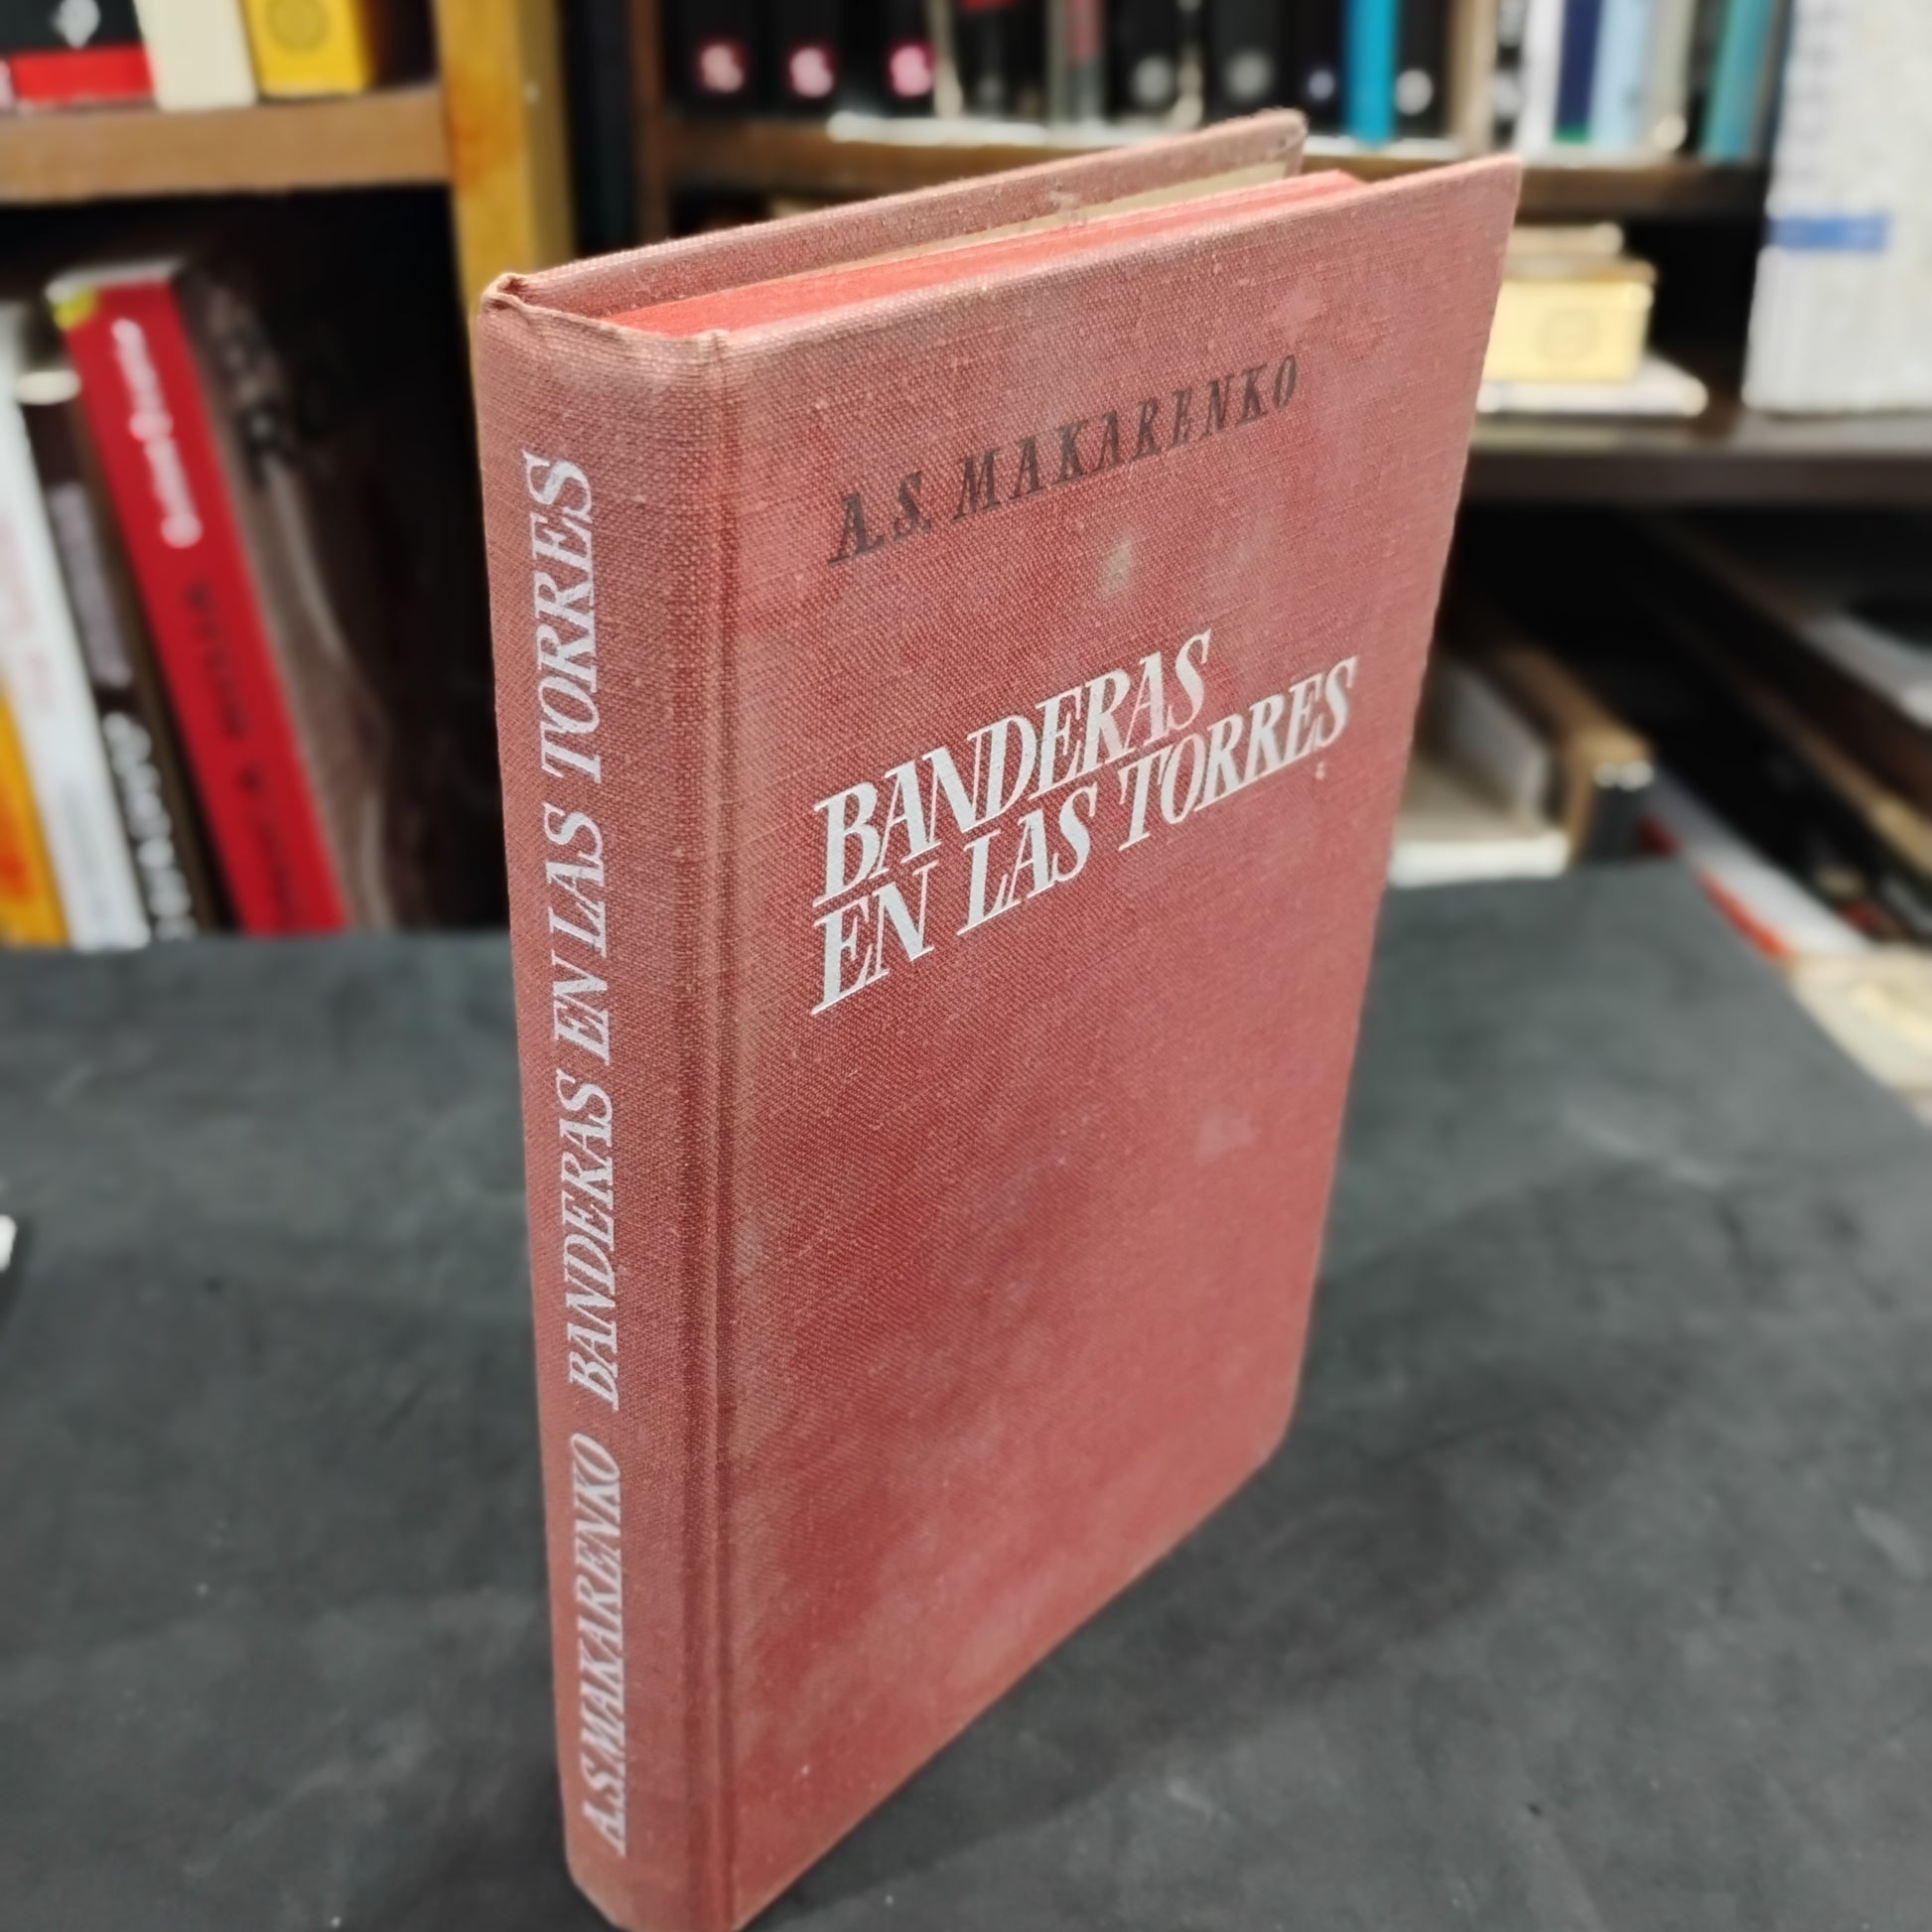 A.S. MAKARENKO
BANDERAS
EN LAS TORRES
A.S.MAKARENKO BANDERAS EN LAS TORRES